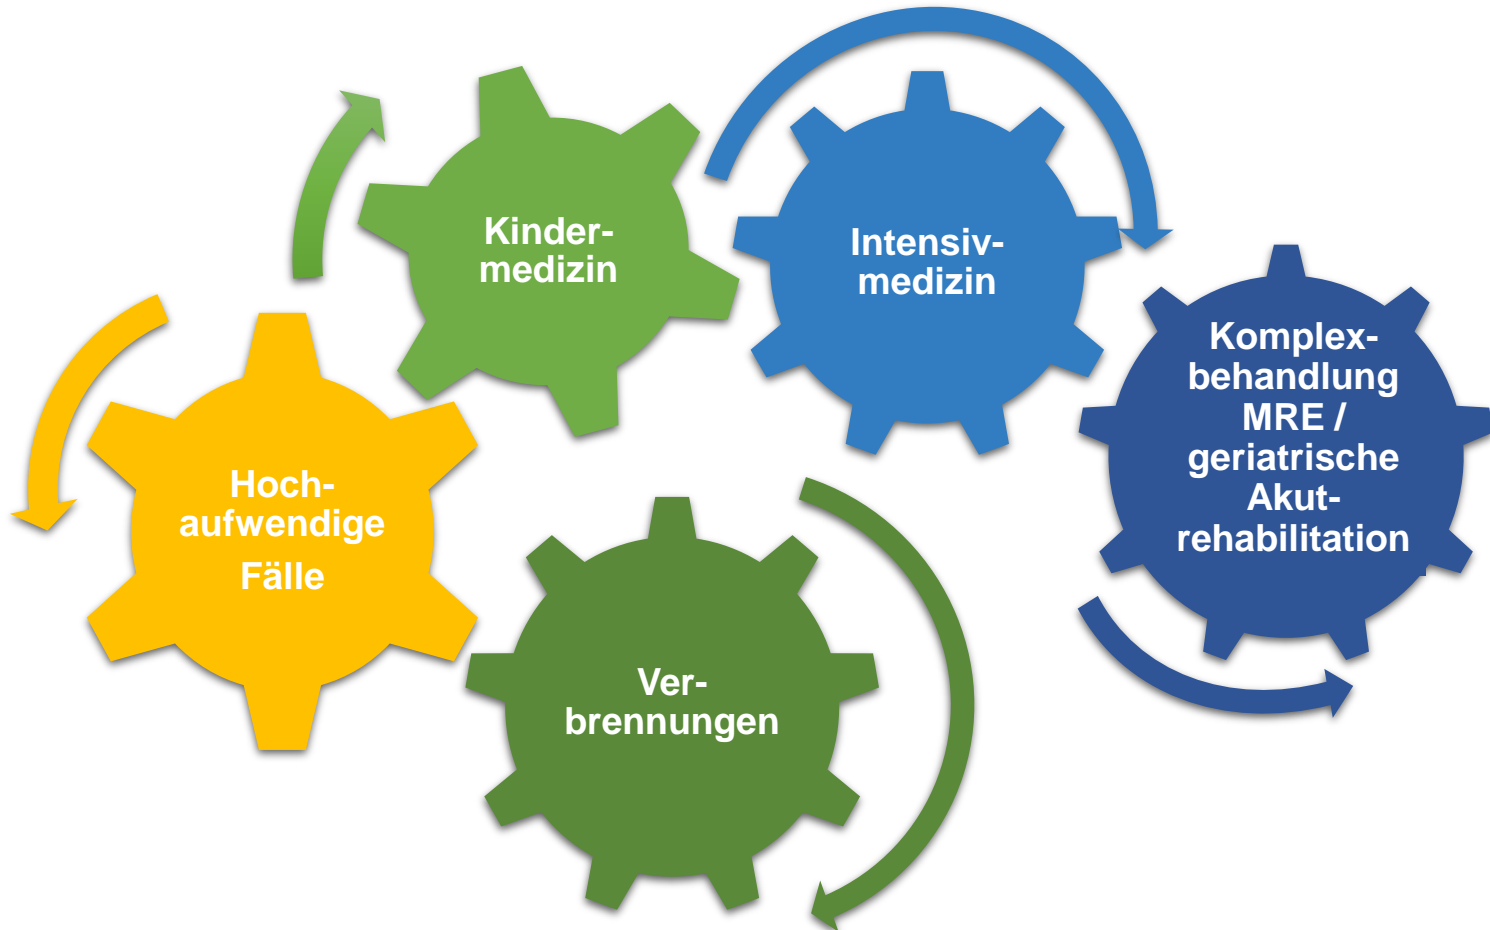 Kinder-
medizin
Intensiv-
medizin
Komplex-
behandlung
MRE /
geriatrische
Akut-
rehabilitation
Hoch-
aufwendige
Fälle
Ver-
brennungen